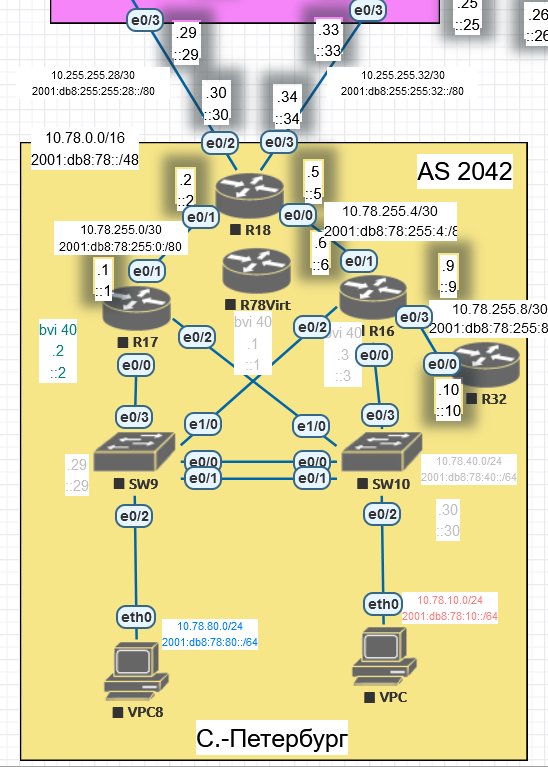 e0/3
e0/3
.25
::25
.26
.29
::29
.33
::33
10.255.255.28/30
2001:db8:255:255:28::/80
10.255.255.32/30
2001:db8:255:255:32::/80
.30
::30
.34
::34
10.78.0.0/16
2001:db8:78::/48
e0/2
e0/3
AS 2042
.2
::2
.5
::5
R18
e0/1
e0/0
10.78.255.4/30
2001:db8:78:255:4:/8
10.78.255.0/30
2001:db8:78:255:0/80
.6
::6
.1
::1
e0/1
e0/1
.9
::9
R78Virt
10.78.255.8/30
2001:db8:78:255:8
bvi 40
.2
::2
R17
bvi 40
.1
::1
e0/2
e0/2
bvi 40
.3
::3
R16
e0/3
e0/0
e0/0
e0/0
.10
::10
R32
e0/3
e0/3
e1/0
e1/0
e0/0
e0/0
e0/1
e0/1
.29
::29
SW9
SW10
10.78.40.0/24
2001:db8:78:40::/64
.30
::30
e0/2
e0/2
eth0
eth0
10.78.80.0/24
2001:db8:78:80::/64
10.78.10.0/24
2001:db8:78:10::/64
VPC8
VPC
С.-Петербург